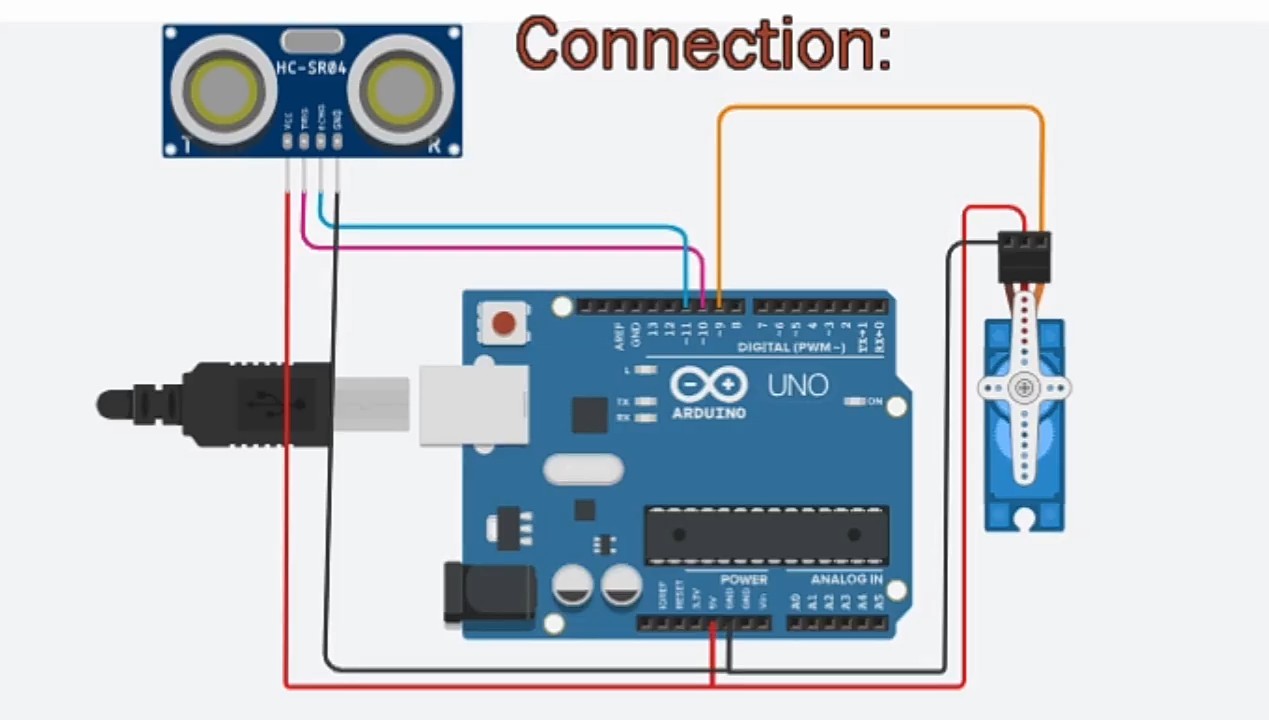 Connection:
HC-SR04
VCC TRIG ECHO GND
T R
AREF GND 13 12 ~11 ~10 ~9 8 7 ~6 ~5 4 ~3 2 TX→1 RX←0
DIGITAL (PWM~)
L
TX
RX
ARDUINO
UNO
ON
POWER ANALOG IN
IOREF RESET 3.3V 5V GND GND Vin A0 A1 A2 A3 A4 A5